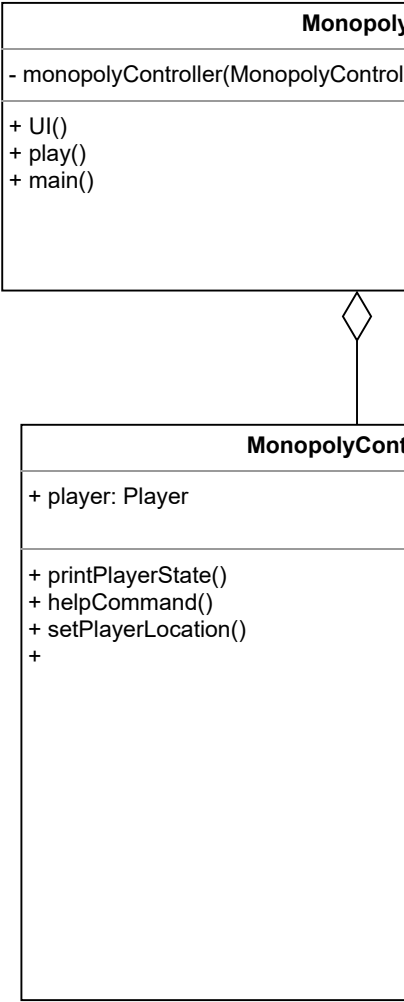 Monopoly
- monopolyController(MonopolyControl
+ UI()
+ play()
+ main()
MonopolyCont
+ player: Player
+ printPlayerState()
+ helpCommand()
+ setPlayerLocation()
+